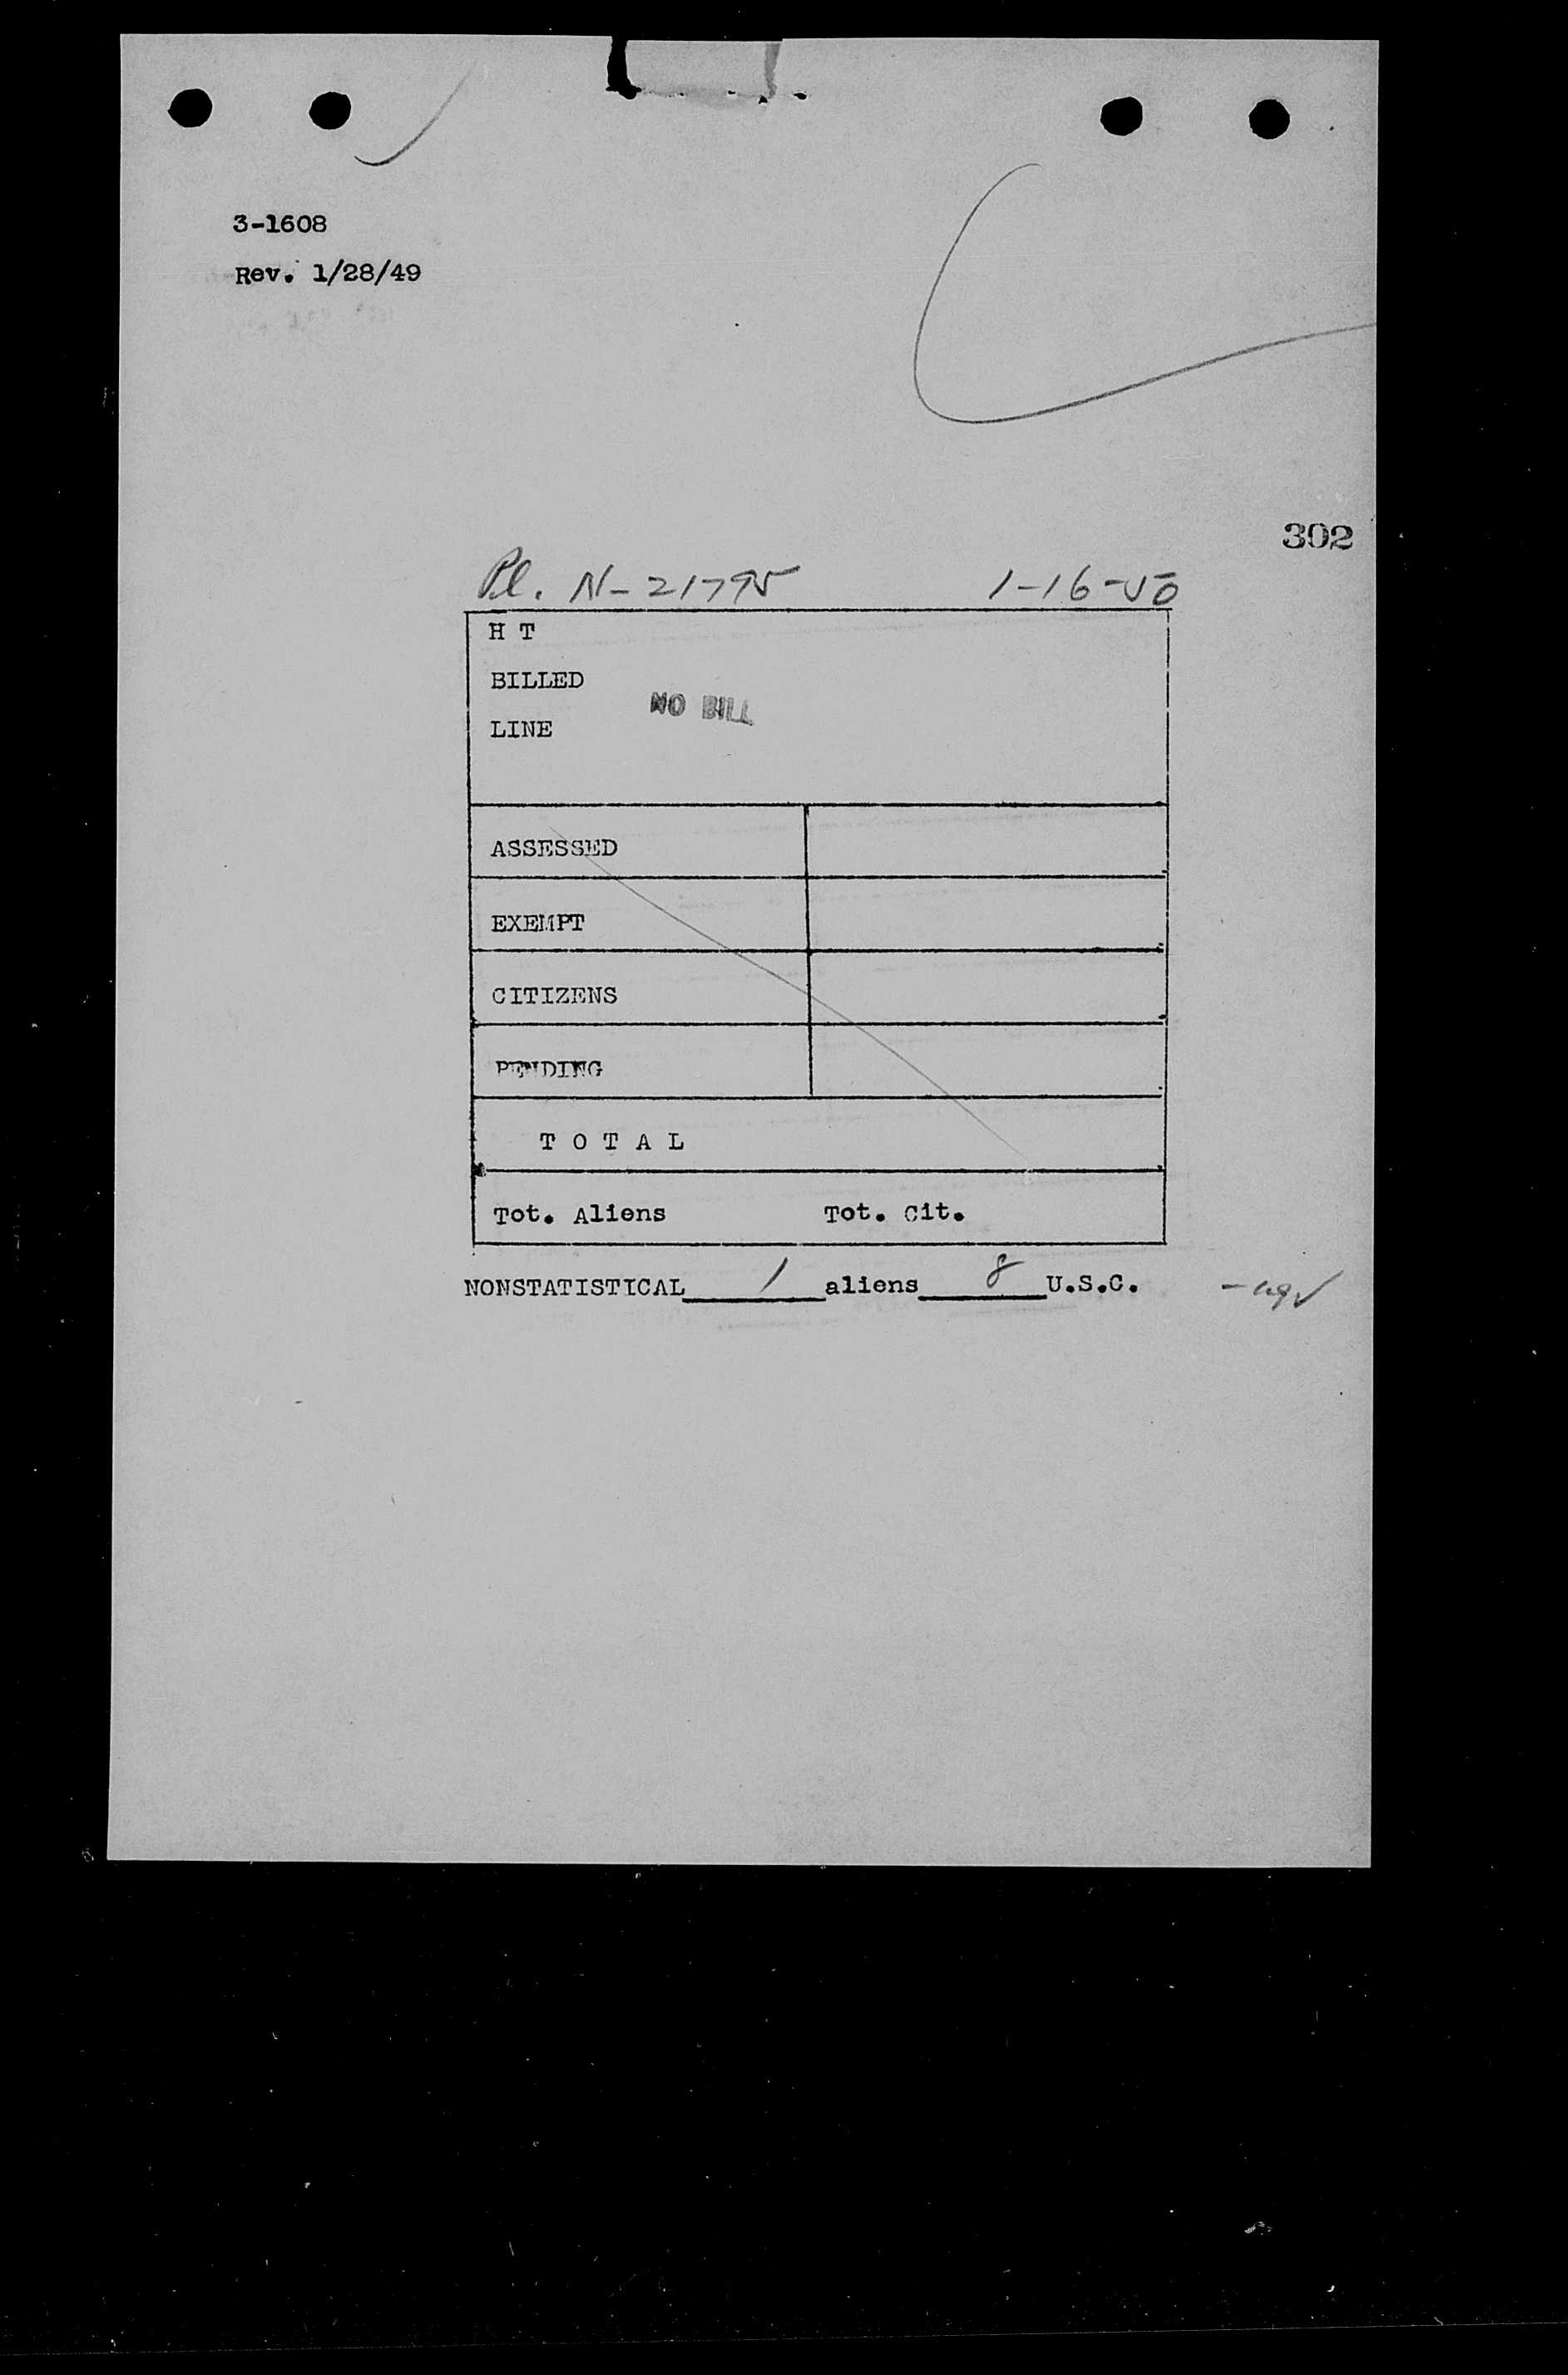 3-1608
Rev. 1/28/49
302
Pl. N-21795 1-16-50
H T
BILLED
NO BILL
LINE
ASSESSED
EXEMPT
CITIZENS
PENDING
T O T A L
Tot. Aliens Tot. Cit.
NONSTATISTICAL 1 aliens 8 U.S.C.